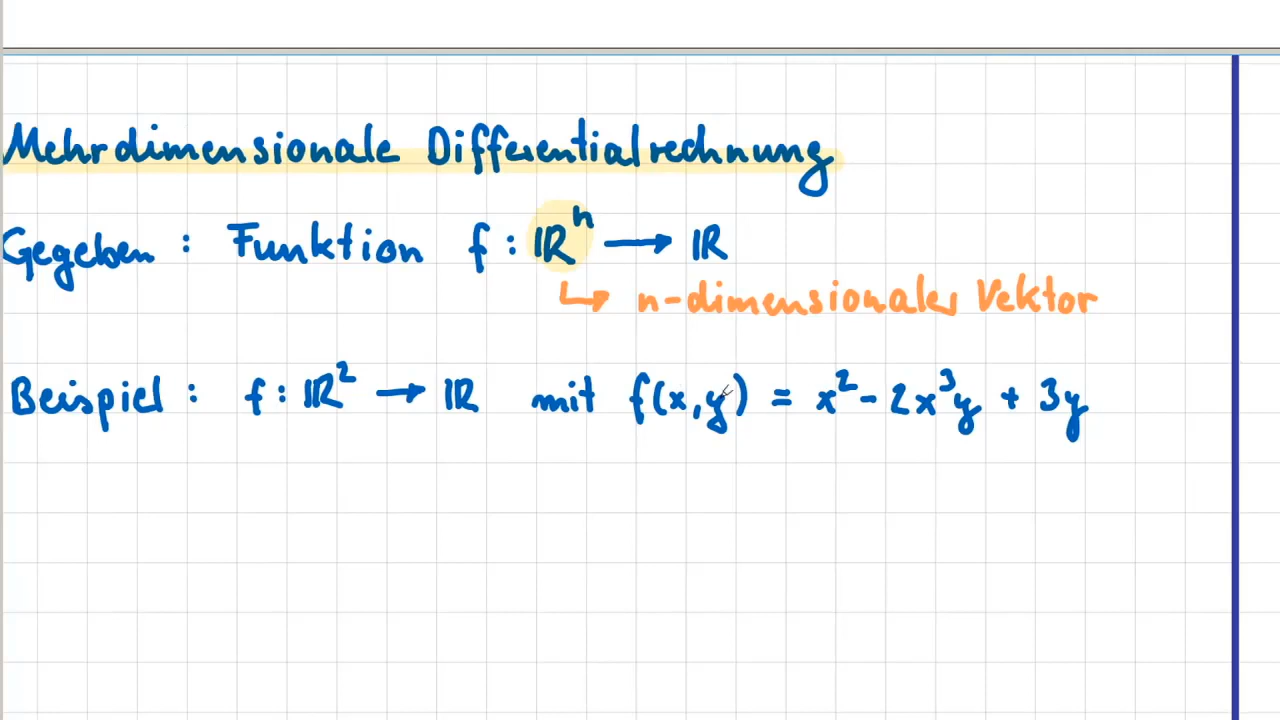 Mehrdimensionale Differentialrechnung
Gegeben : Funktion f : ℝⁿ → ℝ
↳ n-dimensionaler Vektor
Beispiel : f : ℝ² → ℝ mit f(x,y) = x² - 2x³y + 3y